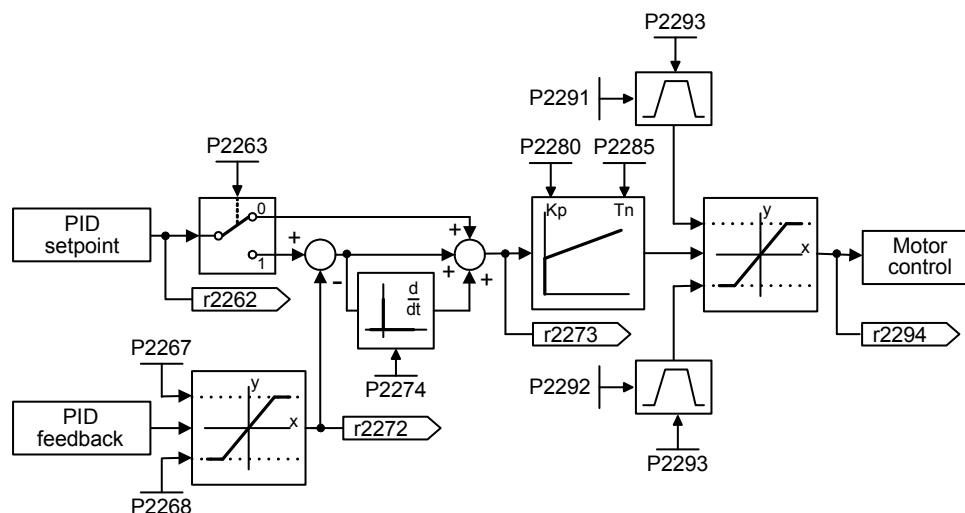 P2293
P2291
P2263
P2280 P2285
PID
setpoint
0
1
+
-
+
+
+
Kp Tn
y
x
Motor
control
r2262
d
dt
r2273
r2294
P2267
P2274
P2292
PID
feedback
y
x
r2272
P2293
P2268